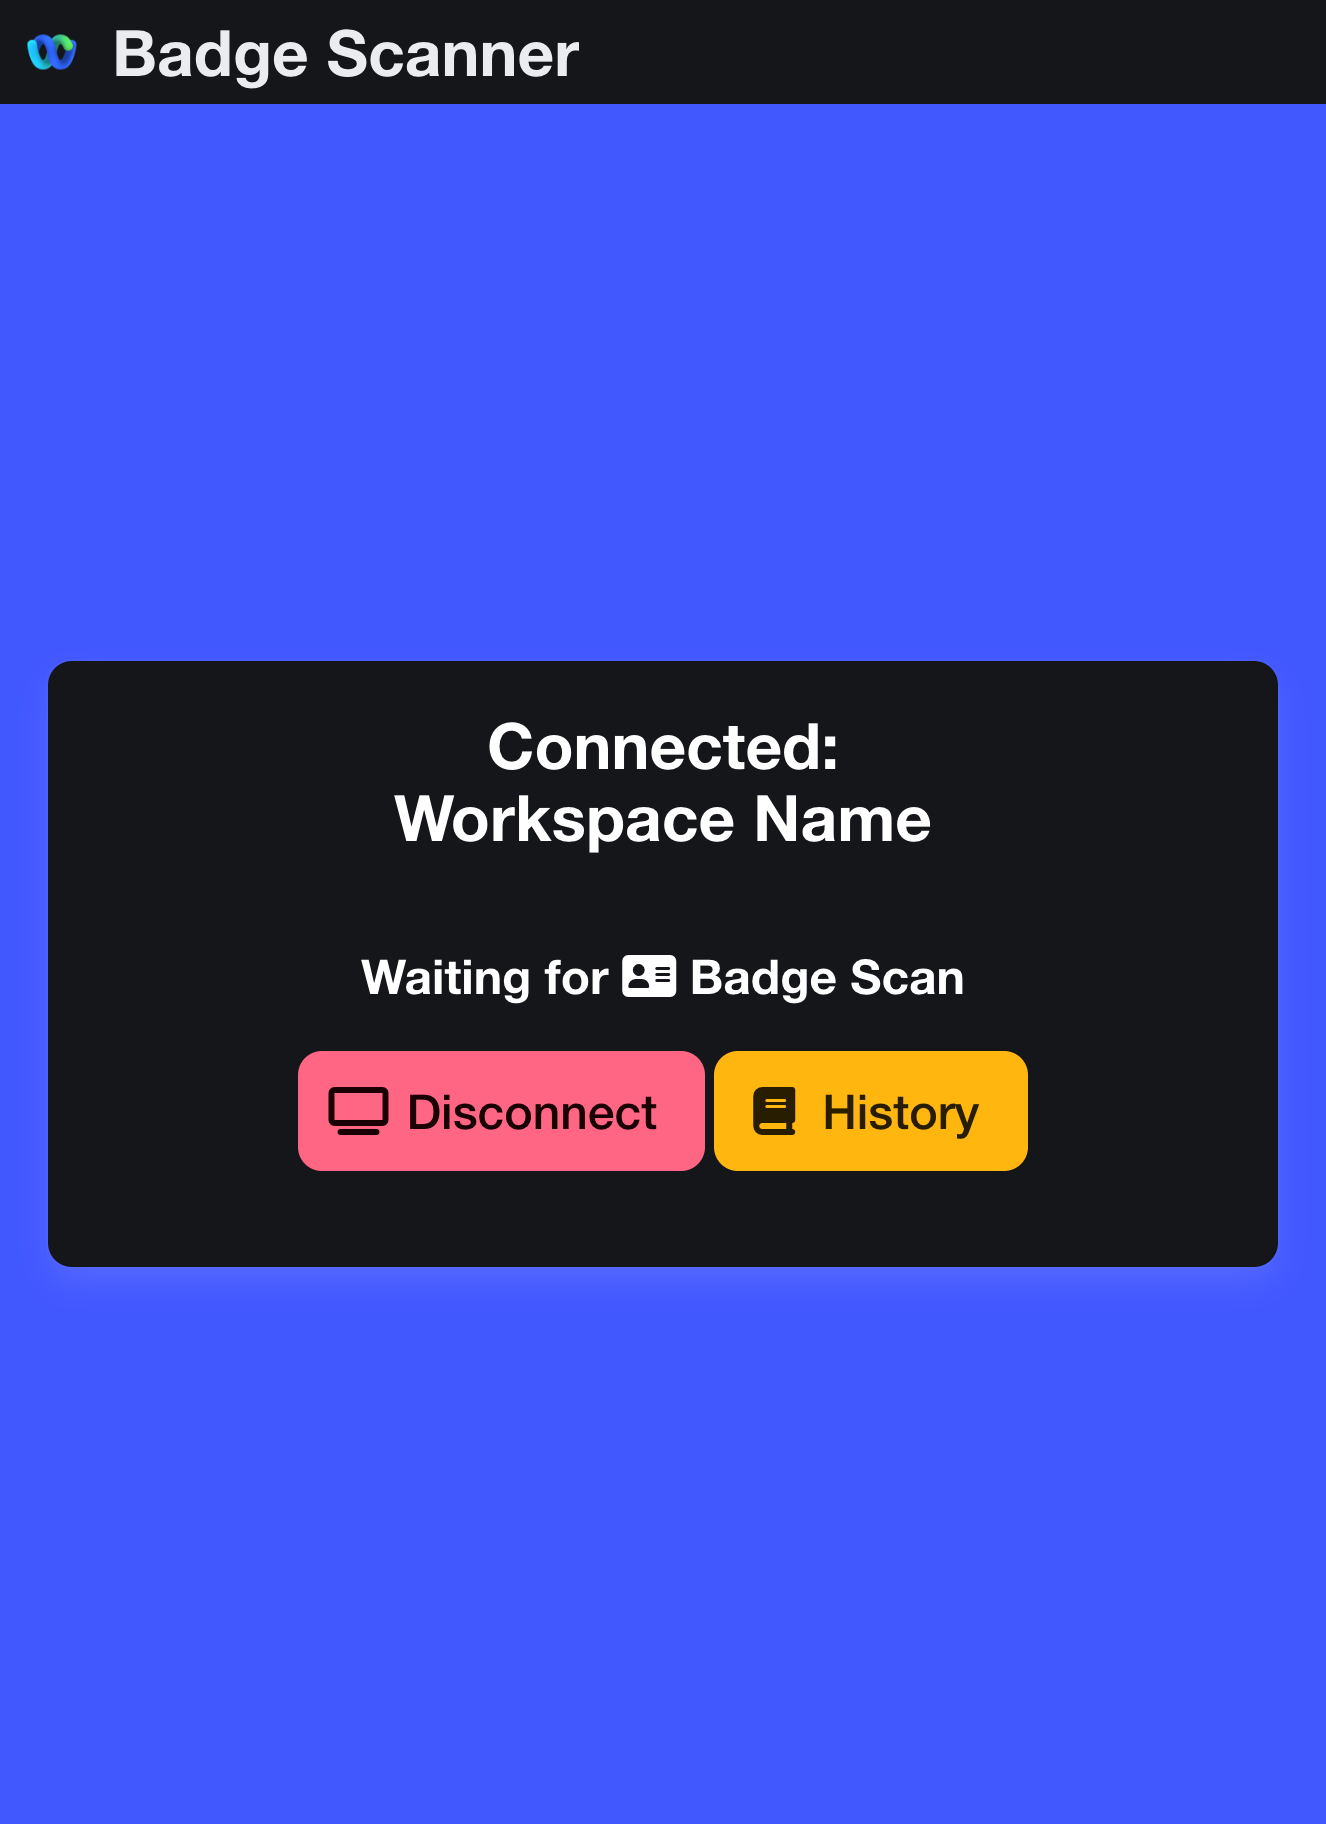 Badge Scanner
Connected:
Workspace Name
Waiting for Badge Scan
Disconnect
History